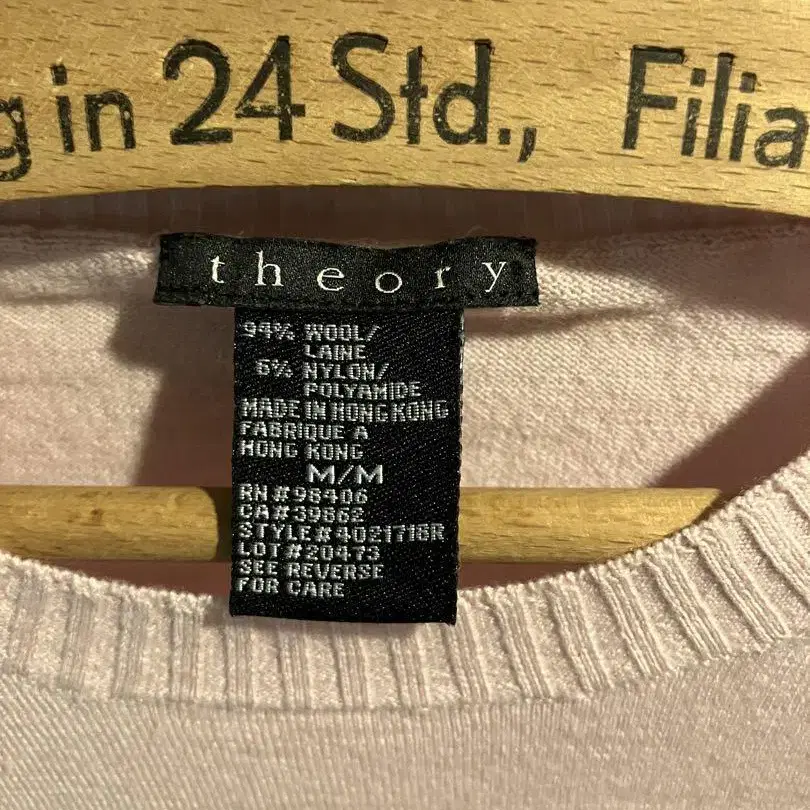 g in 24 Std., Filia
theory
94% WOOL/
LAINE
6% NYLON/
POLYAMIDE
MADE IN HONG KONG
FABRIQUE A
HONG KONG
M/M
RN#98406
CA#39862
STYLE#4021718R
LOT#20473
SEE REVERSE
FOR CARE